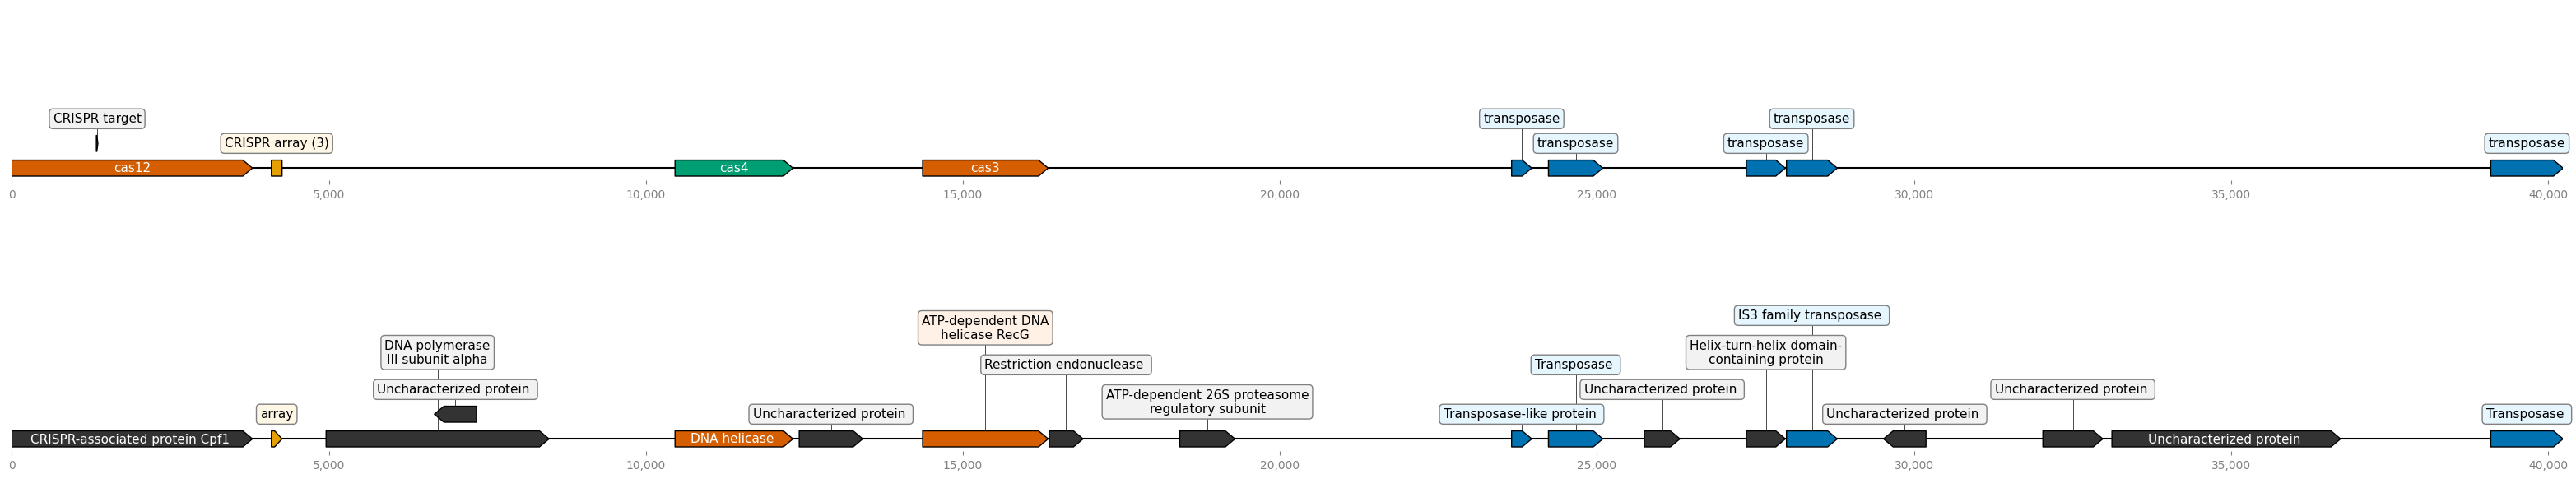 CRISPR target
transposase
transposase
CRISPR array (3)
transposase
transposase
transposase
cas12
cas4
cas3
0
5,000
10,000
15,000
20,000
25,000
30,000
35,000
40,000
IS3 family transposase
ATP-dependent DNA
helicase RecG
DNA polymerase
III subunit alpha
Helix-turn-helix domain-
containing protein
Restriction endonuclease
Transposase
Uncharacterized protein
ATP-dependent 26S proteasome
regulatory subunit
Uncharacterized protein
Uncharacterized protein
array
Uncharacterized protein
Transposase-like protein
Uncharacterized protein
Transposase
CRISPR-associated protein Cpf1
DNA helicase
Uncharacterized protein
0
5,000
10,000
15,000
20,000
25,000
30,000
35,000
40,000